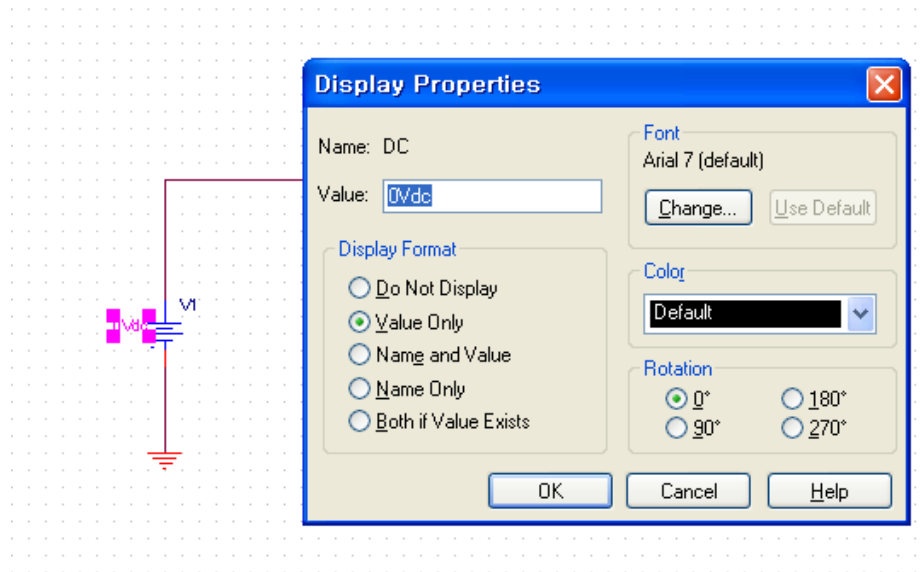 Display Properties
Name: DC
Value: 0Vdc
Font
Arial 7 (default)
Change... Use Default
Display Format
Do Not Display
Value Only
Name and Value
Name Only
Both if Value Exists
Color
Default
Rotation
0° 180°
90° 270°
OK Cancel Help
V1
0Vdc